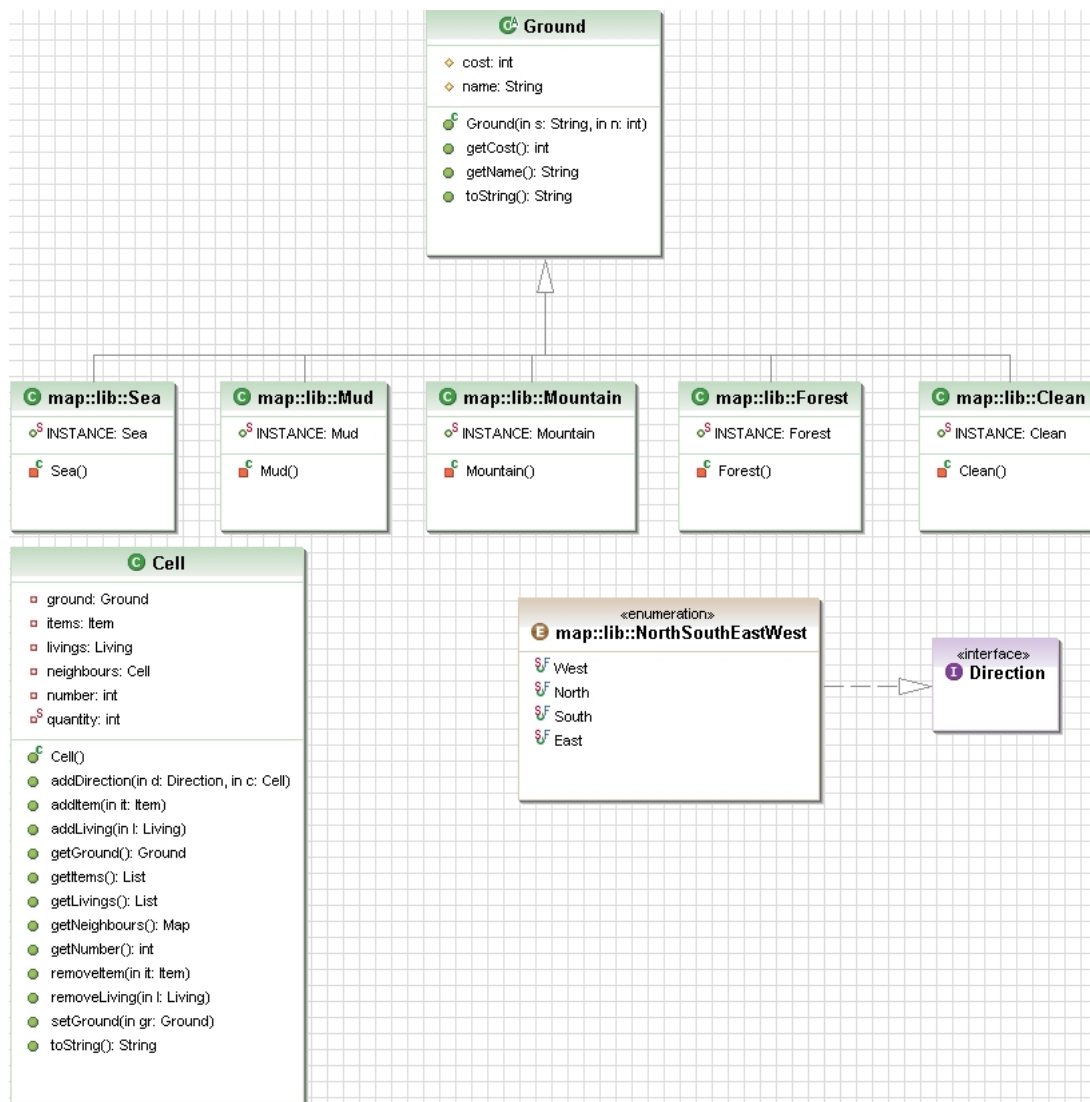 Ground
cost: int
name: String
Ground(in s: String, in n: int)
getCost(): int
getName(): String
toString(): String
map::lib::Sea
INSTANCE: Sea
Sea()
map::lib::Mud
INSTANCE: Mud
Mud()
map::lib::Mountain
INSTANCE: Mountain
Mountain()
map::lib::Forest
INSTANCE: Forest
Forest()
map::lib::Clean
INSTANCE: Clean
Clean()
Cell
ground: Ground
items: Item
livings: Living
neighbours: Cell
number: int
quantity: int
Cell()
addDirection(in d: Direction, in c: Cell)
addItem(in it: Item)
addLiving(in l: Living)
getGround(): Ground
getItems(): List
getLivings(): List
getNeighbours(): Map
getNumber(): int
removeItem(in it: Item)
removeLiving(in l: Living)
setGround(in gr: Ground)
toString(): String
«enumeration»
map::lib::NorthSouthEastWest
West
North
South
East
«interface»
Direction